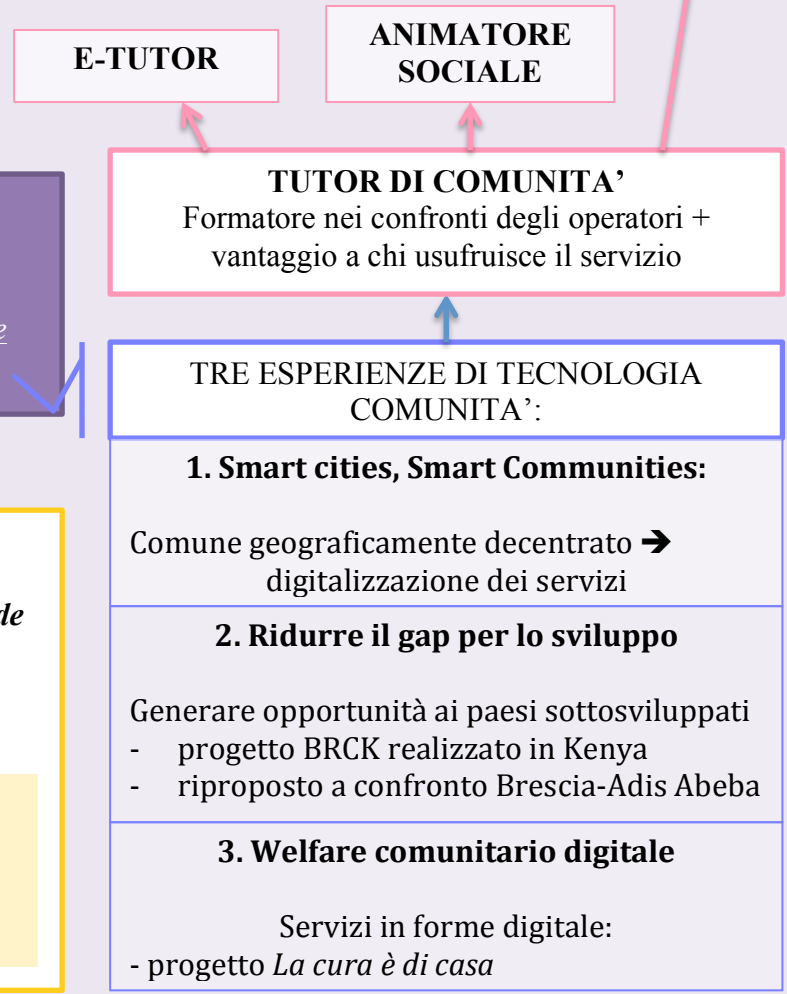 E-TUTOR
ANIMATORE
SOCIALE
TUTOR DI COMUNITA’
Formatore nei confronti degli operatori +
vantaggio a chi usufruisce il servizio
TRE ESPERIENZE DI TECNOLOGIA
COMUNITA’:
1. Smart cities, Smart Communities:
Comune geograficamente decentrato ➔
digitalizzazione dei servizi
2. Ridurre il gap per lo sviluppo
Generare opportunità ai paesi sottosviluppati
- progetto BRCK realizzato in Kenya
- riproposto a confronto Brescia-Adis Abeba
3. Welfare comunitario digitale
Servizi in forme digitale:
- progetto La cura è di casa